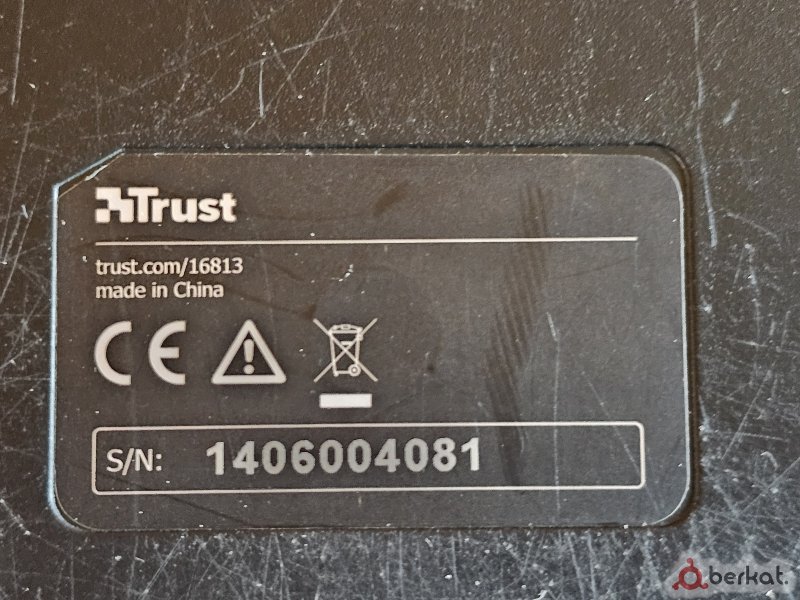 Trust
trust.com/16813
made in China
CE
S/N: 1406004081
berkat.